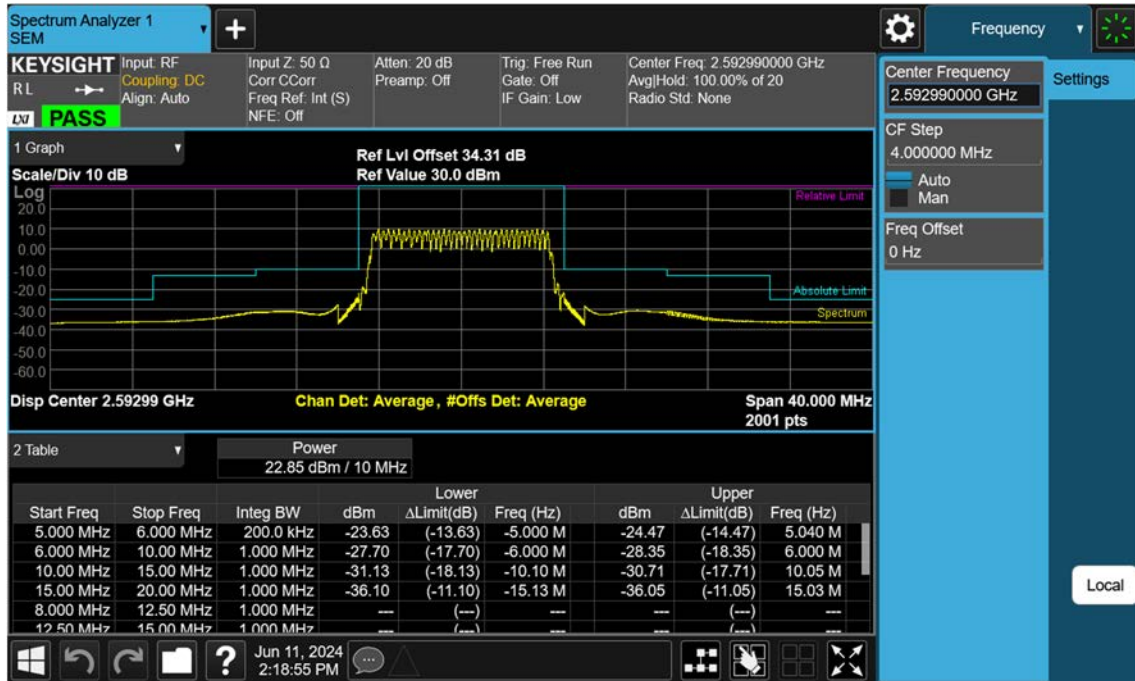 Spectrum Analyzer 1
SEM
Frequency
KEYSIGHT
RL
LXI
PASS
Input: RF
Coupling: DC
Align: Auto
Input Z: 50 Ω
Corr CCorr
Freq Ref: Int (S)
NFE: Off
Atten: 20 dB
Preamp: Off
Trig: Free Run
Gate: Off
IF Gain: Low
Center Freq: 2.592990000 GHz
Avg|Hold: 100.00% of 20
Radio Std: None
Center Frequency
2.592990000 GHz
Settings
CF Step
4.000000 MHz
Auto
Man
Freq Offset
0 Hz
Local
1 Graph
Scale/Div 10 dB
Ref Lvl Offset 34.31 dB
Ref Value 30.0 dBm
Log
20.0
10.0
0.00
-10.0
-20.0
-30.0
-40.0
-50.0
-60.0
Relative Limit
Absolute Limit
Spectrum
Disp Center 2.59299 GHz
Chan Det: Average, #Offs Det: Average
Span 40.000 MHz
2001 pts
2 Table
Power
22.85 dBm / 10 MHz
Lower Upper
Start Freq Stop Freq Integ BW dBm ΔLimit(dB) Freq (Hz) dBm ΔLimit(dB) Freq (Hz)
5.000 MHz 6.000 MHz 200.0 kHz -23.63 (-13.63) -5.000 M -24.47 (-14.47) 5.040 M
6.000 MHz 10.00 MHz 1.000 MHz -27.70 (-17.70) -6.000 M -28.35 (-18.35) 6.000 M
10.00 MHz 15.00 MHz 1.000 MHz -31.13 (-18.13) -10.10 M -30.71 (-17.71) 10.05 M
15.00 MHz 20.00 MHz 1.000 MHz -36.10 (-11.10) -15.13 M -36.05 (-11.05) 15.03 M
8.000 MHz 12.50 MHz 1.000 MHz --- (---) --- --- (---) ---
12.50 MHz 15.00 MHz 1.000 MHz --- (---) --- --- (---) ---
?
Jun 11, 2024
2:18:55 PM